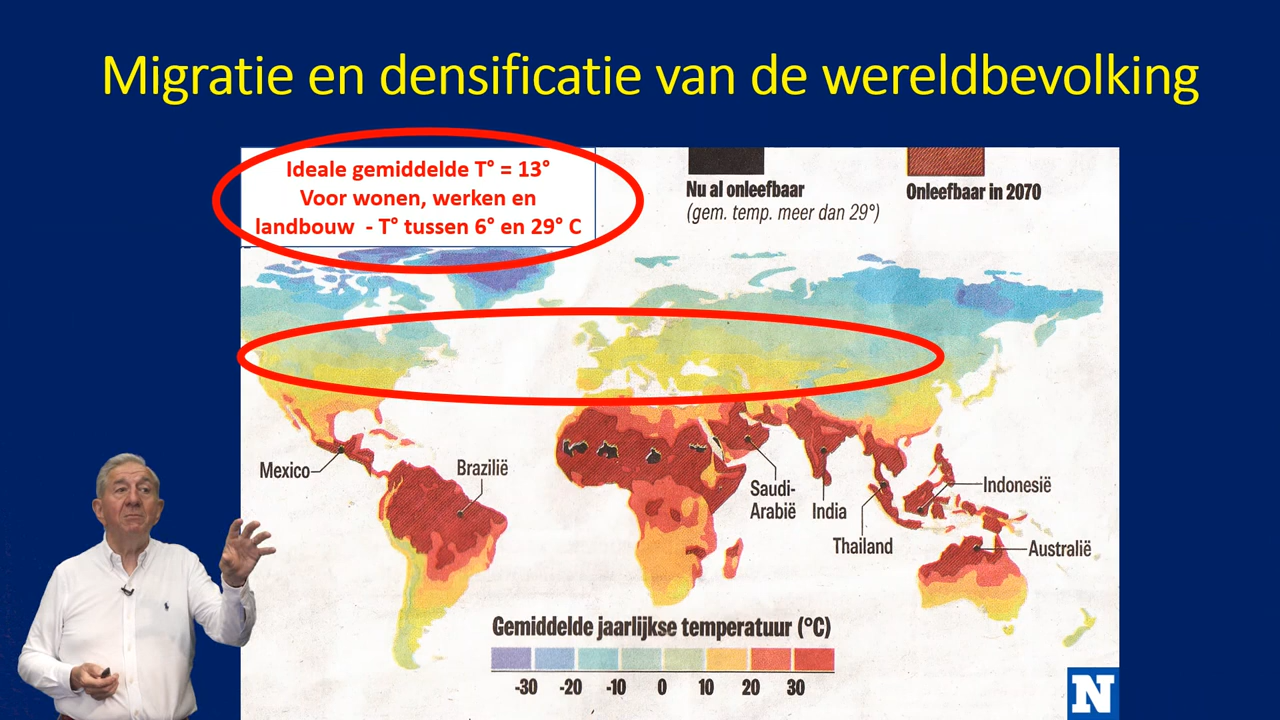 Migratie en densificatie van de wereldbevolking
Ideale gemiddelde T° = 13°
Voor wonen, werken en
landbouw - T° tussen 6° en 29° C
Nu al onleefbaar
(gem. temp. meer dan 29°)
Onleefbaar in 2070
Mexico
Brazilië
Saudi-
Arabië
India
Thailand
Indonesië
Australië
Gemiddelde jaarlijkse temperatuur (°C)
-30 -20 -10 0 10 20 30
N